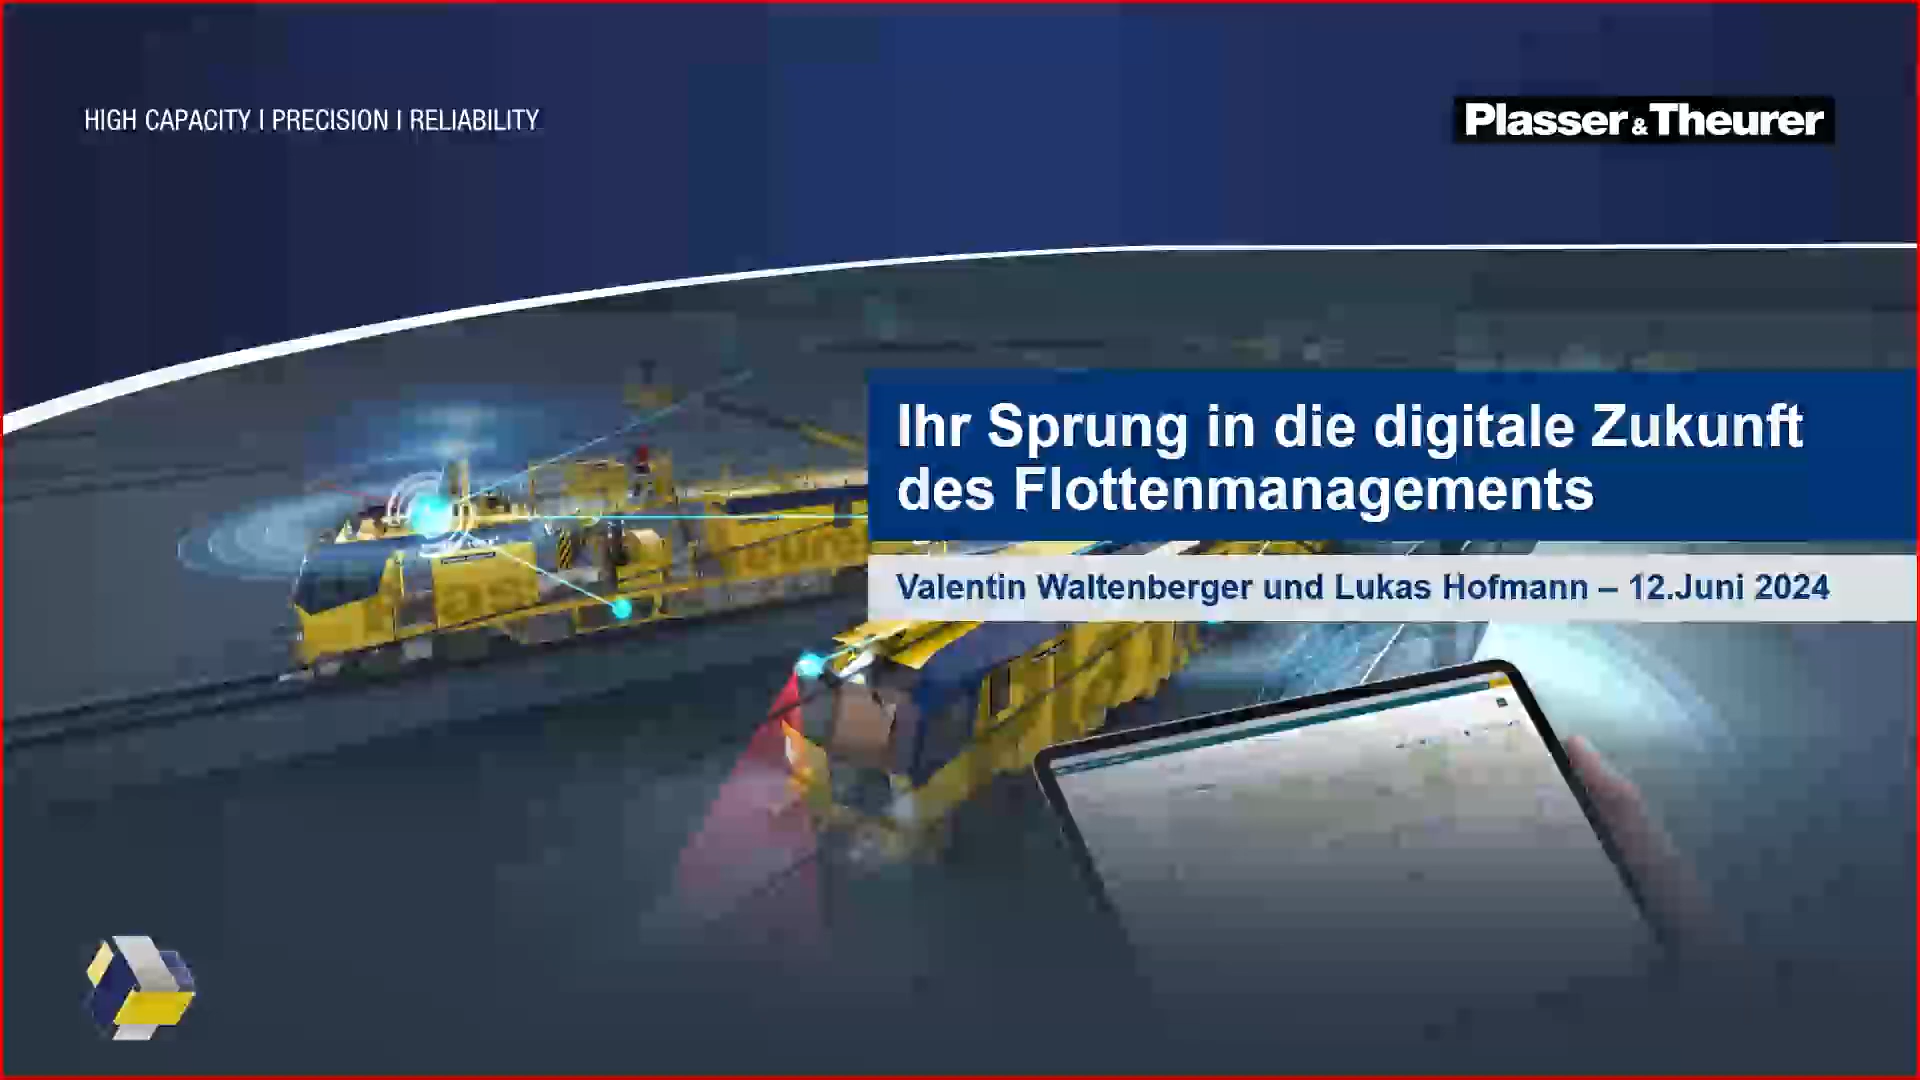 HIGH CAPACITY I PRECISION I RELIABILITY
Plasser & Theurer
Ihr Sprung in die digitale Zukunft
des Flottenmanagements
Valentin Waltenberger und Lukas Hofmann – 12.Juni 2024